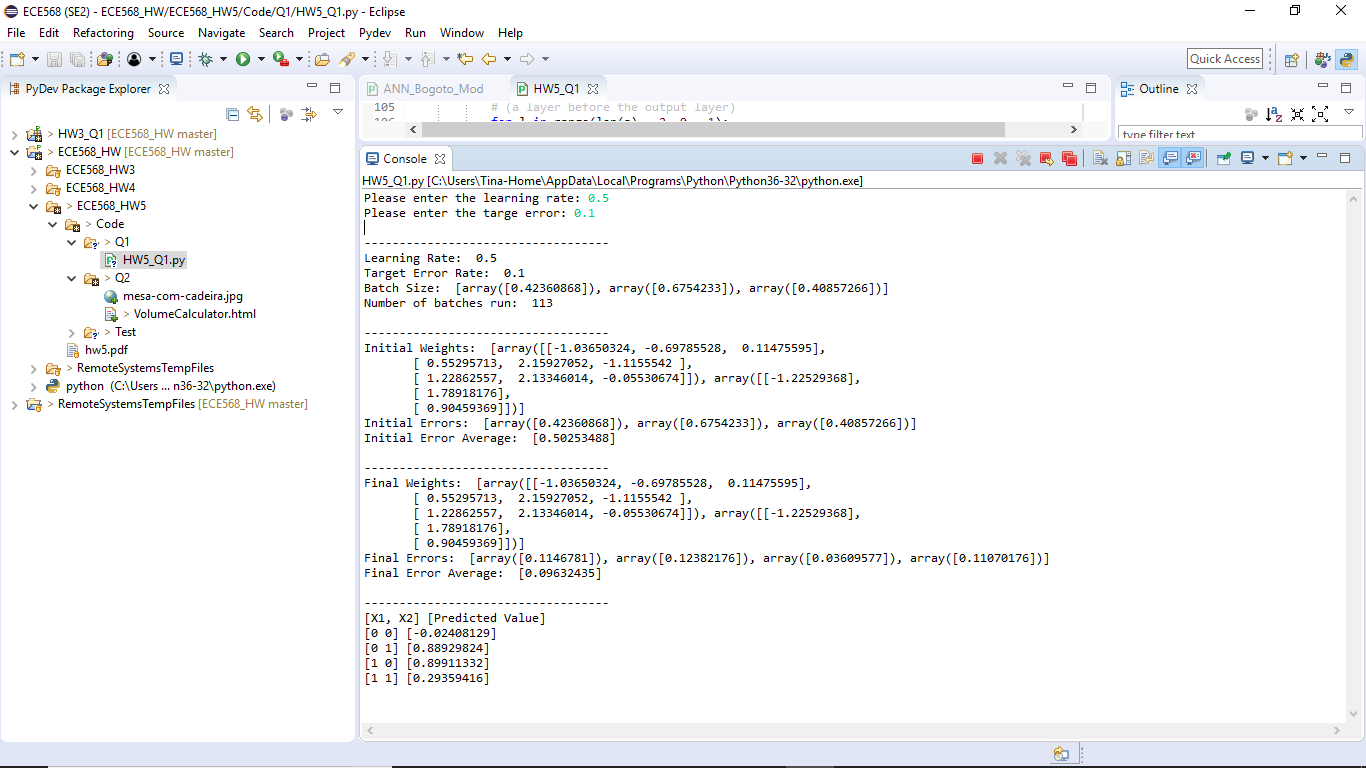 ECE568 (SE2) - ECE568_HW/ECE568_HW5/Code/Q1/HW5_Q1.py - Eclipse
File Edit Refactoring Source Navigate Search Project Pydev Run Window Help
Quick Access
PyDev Package Explorer
> HW3_Q1 [ECE568_HW master]
> ECE568_HW [ECE568_HW master]
ECE568_HW3
ECE568_HW4
> ECE568_HW5
> Code
> Q1
HW5_Q1.py
> Q2
mesa-com-cadeira.jpg
> VolumeCalculator.html
> Test
hw5.pdf
> RemoteSystemsTempFiles
python (C:\Users ... n36-32\python.exe)
> RemoteSystemsTempFiles [ECE568_HW master]
ANN_Bogoto_Mod HW5_Q1
105 # (a layer before the output layer)
Outline
type filter text
Console
HW5_Q1.py [C:\Users\Tina-Home\AppData\Local\Programs\Python\Python36-32\python.exe]
Please enter the learning rate: 0.5
Please enter the targe error: 0.1
-----------------------------------
Learning Rate:  0.5
Target Error Rate:  0.1
Batch Size:  [array([0.42360868]), array([0.6754233]), array([0.40857266])]
Number of batches run:  113
-----------------------------------
Initial Weights:  [array([[-1.03650324, -0.69785528,  0.11475595],
[ 0.55295713,  2.15927052, -1.1155542 ],
[ 1.22862557,  2.13346014, -0.05530674]]), array([[-1.22529368],
[ 1.78918176],
[ 0.90459369]])]
Initial Errors:  [array([0.42360868]), array([0.6754233]), array([0.40857266])]
Initial Error Average:  [0.50253488]
-----------------------------------
Final Weights:  [array([[-1.03650324, -0.69785528,  0.11475595],
[ 0.55295713,  2.15927052, -1.1155542 ],
[ 1.22862557,  2.13346014, -0.05530674]]), array([[-1.22529368],
[ 1.78918176],
[ 0.90459369]])]
Final Errors:  [array([0.1146781]), array([0.12382176]), array([0.03609577]), array([0.11070176])]
Final Error Average:  [0.09632435]
-----------------------------------
[X1, X2] [Predicted Value]
[0 0] [-0.02408129]
[0 1] [0.88929824]
[1 0] [0.89911332]
[1 1] [0.29359416]